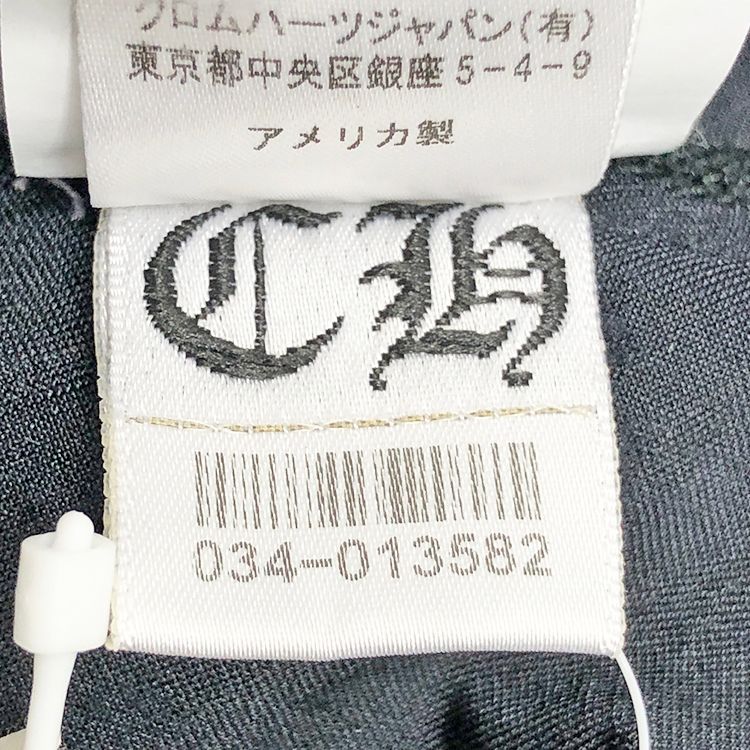 クロムハーツジャパン(有)
東京都中央区銀座5-4-9
アメリカ製
CH
034-013582